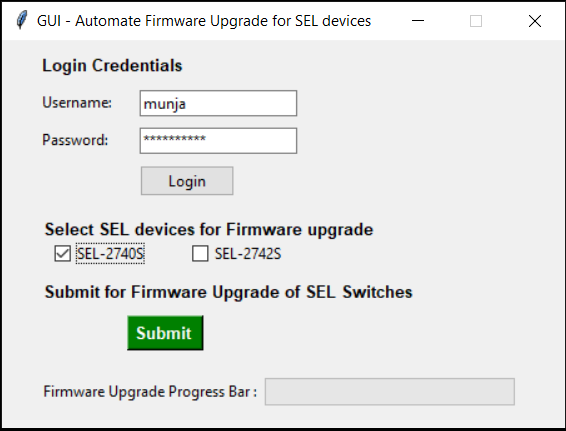 GUI - Automate Firmware Upgrade for SEL devices
Login Credentials
Username: munja
Password: **********
Login
Select SEL devices for Firmware upgrade
SEL-2740S SEL-2742S
Submit for Firmware Upgrade of SEL Switches
Submit
Firmware Upgrade Progress Bar :